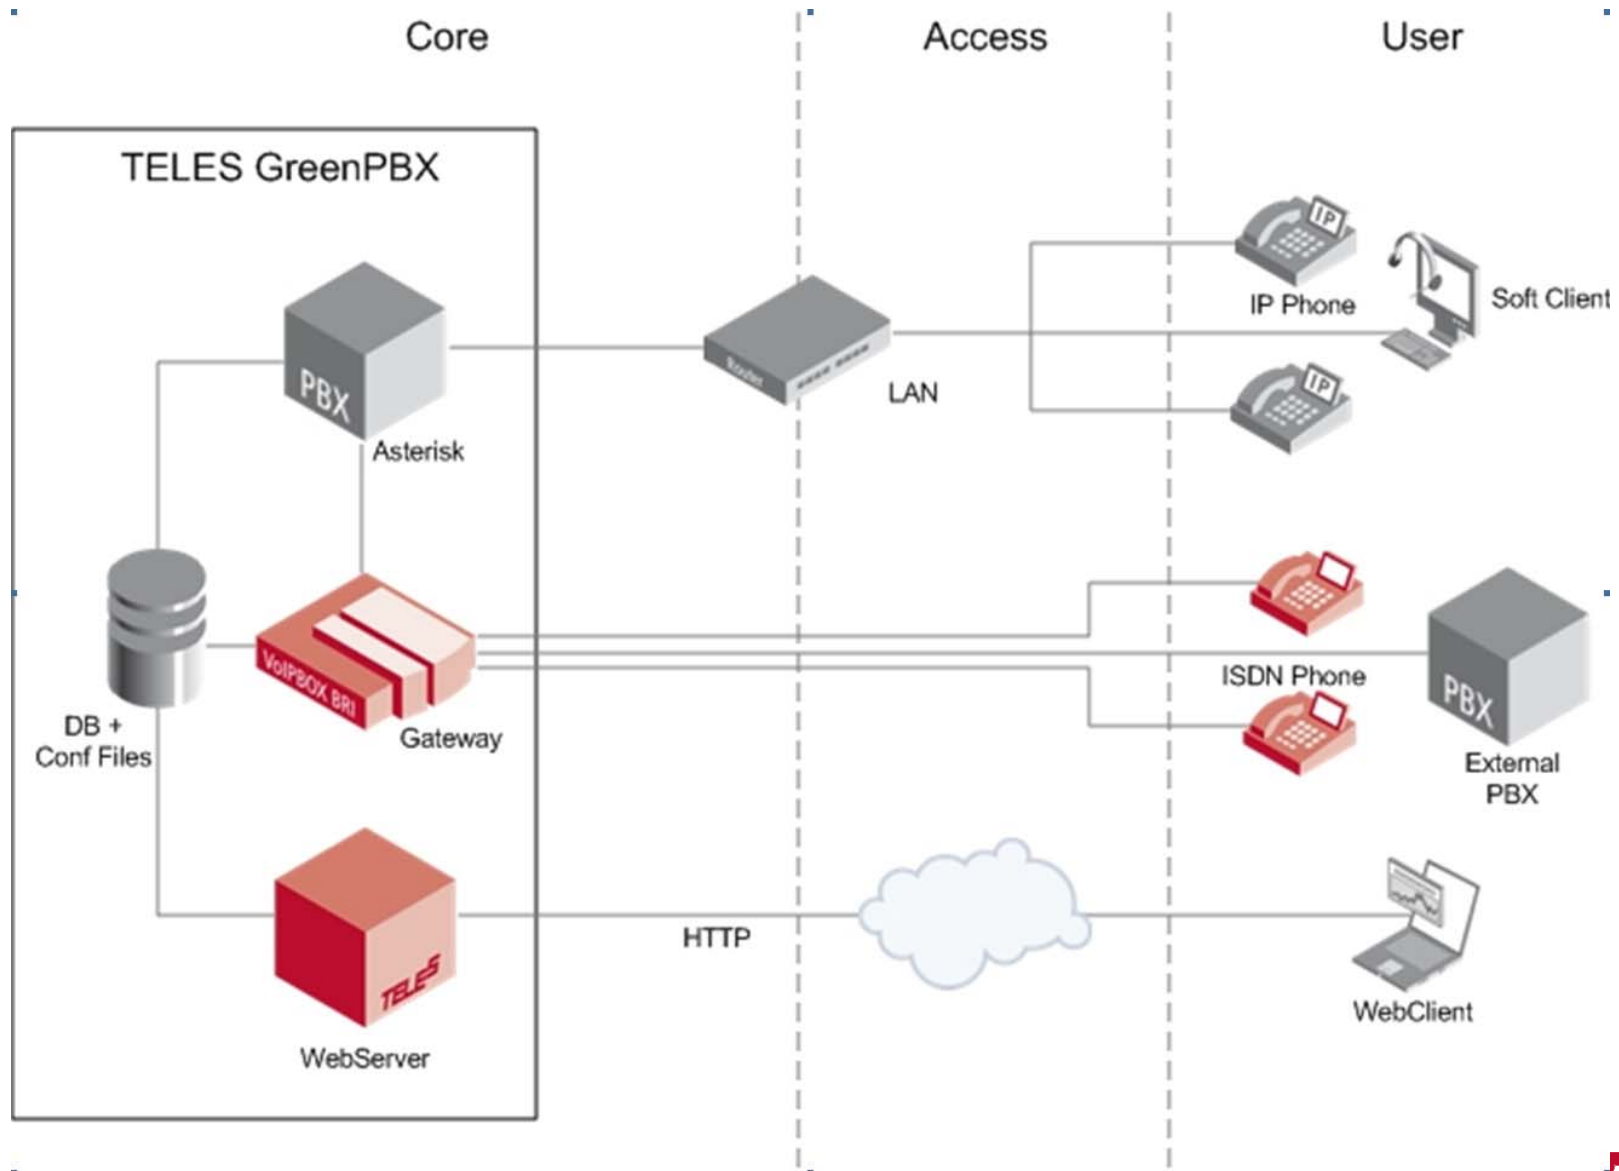 Core
Access
User
TELES GreenPBX
IP
IP Phone
Soft Client
Router
LAN
IP
PBX
Asterisk
VoIPBOX BRI
Gateway
DB +
Conf Files
ISDN Phone
PBX
External
PBX
HTTP
TELES
WebServer
WebClient